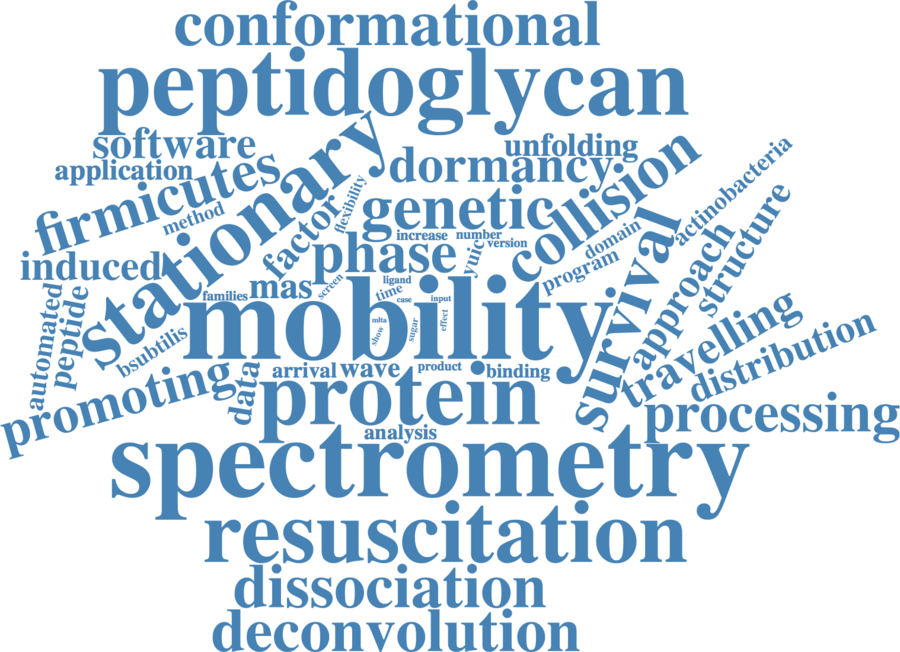 conformational
peptidoglycan
software
application
unfolding
dormancy
firmicutes
stationary
method
factor
flexibility
genetic
collision
actinobacteria
increase
number
version
phase
yuic
domain
program
induced
survival
approach
structure
families
mas
screen
ligand
time
case
input
mobility
mlta
show
sugar
effect
automated
peptide
bsubtilis
travelling
distribution
promoting
data
arrival
wave
product
binding
protein
processing
analysis
spectrometry
resuscitation
dissociation
deconvolution